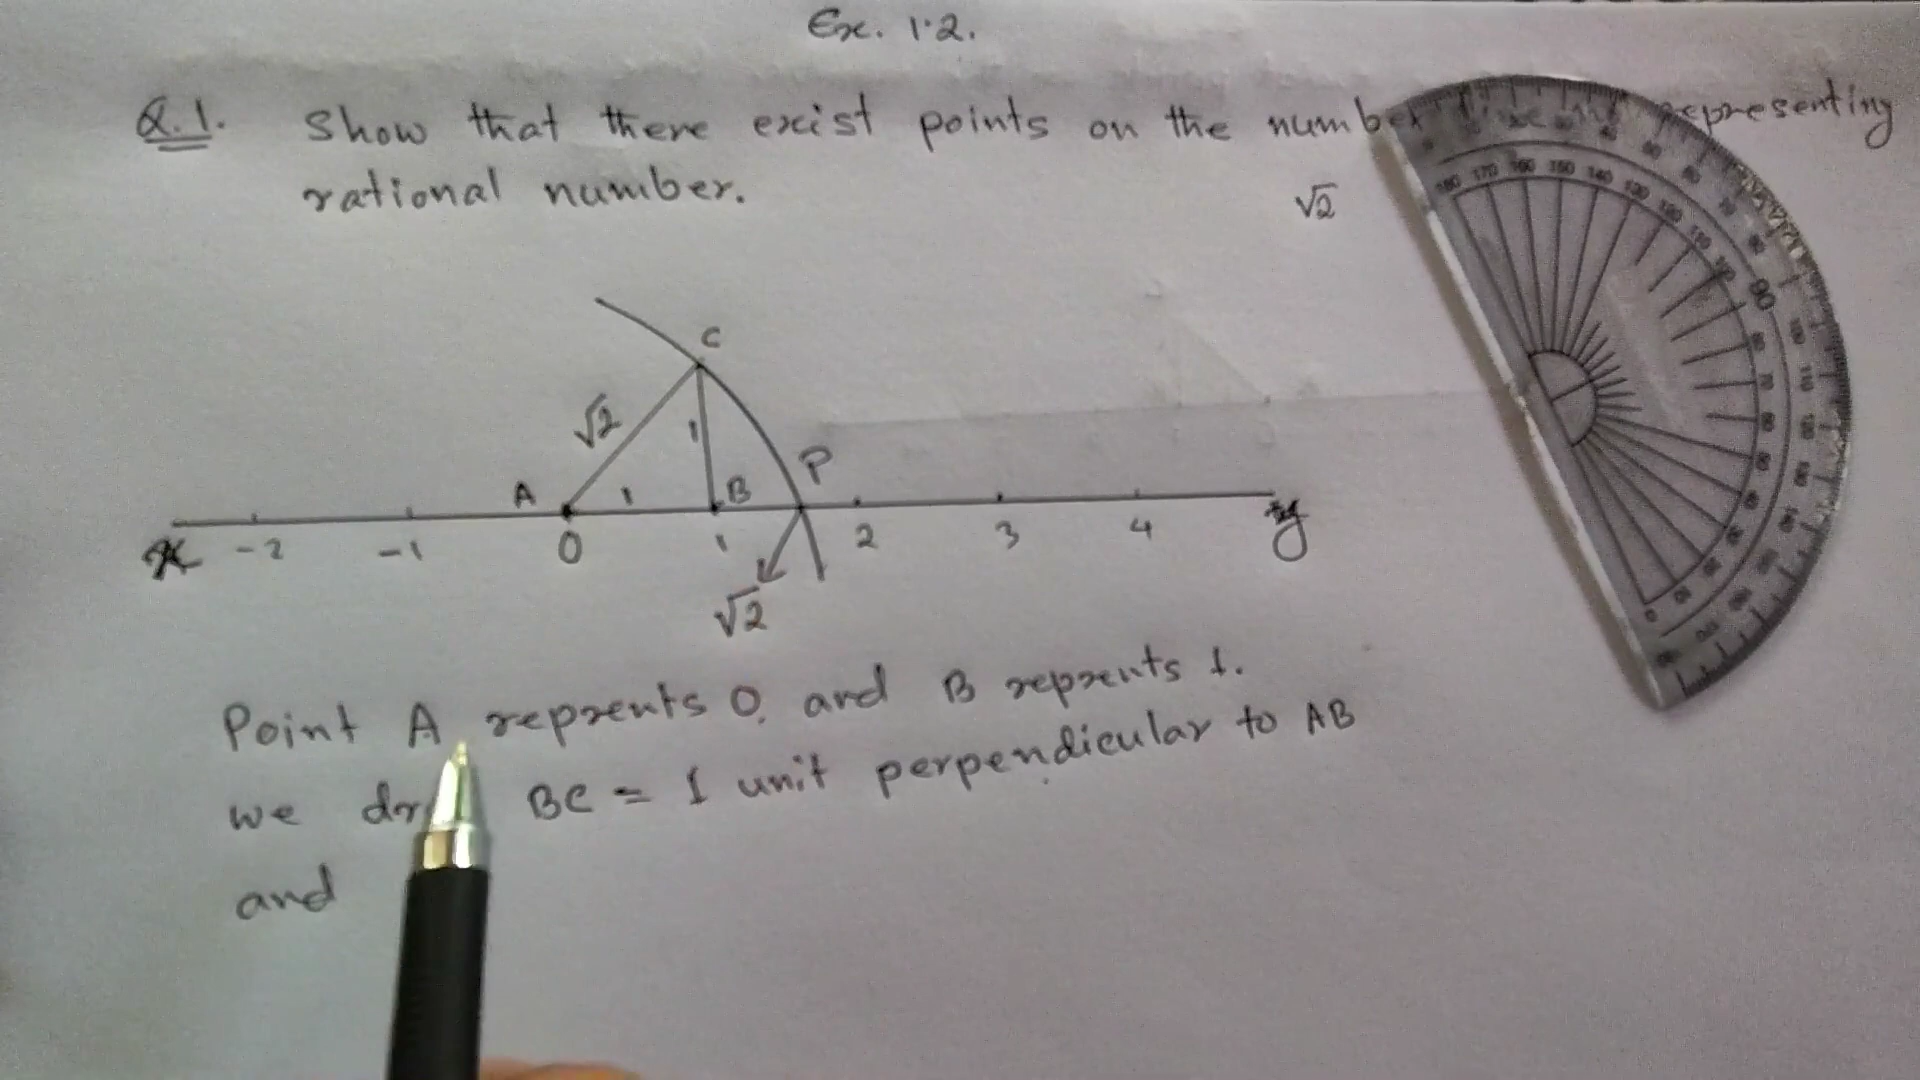 Ex. 1.2.
Q.1. Show that there exist points on the number representing
rational number.
√2
C
√2
1
A
1
B
P
x
-2
-1
0
1
2
3
4
y
√2
Point A reprents 0, and B reprents 1.
we BC = 1 unit perpendicular to AB
and